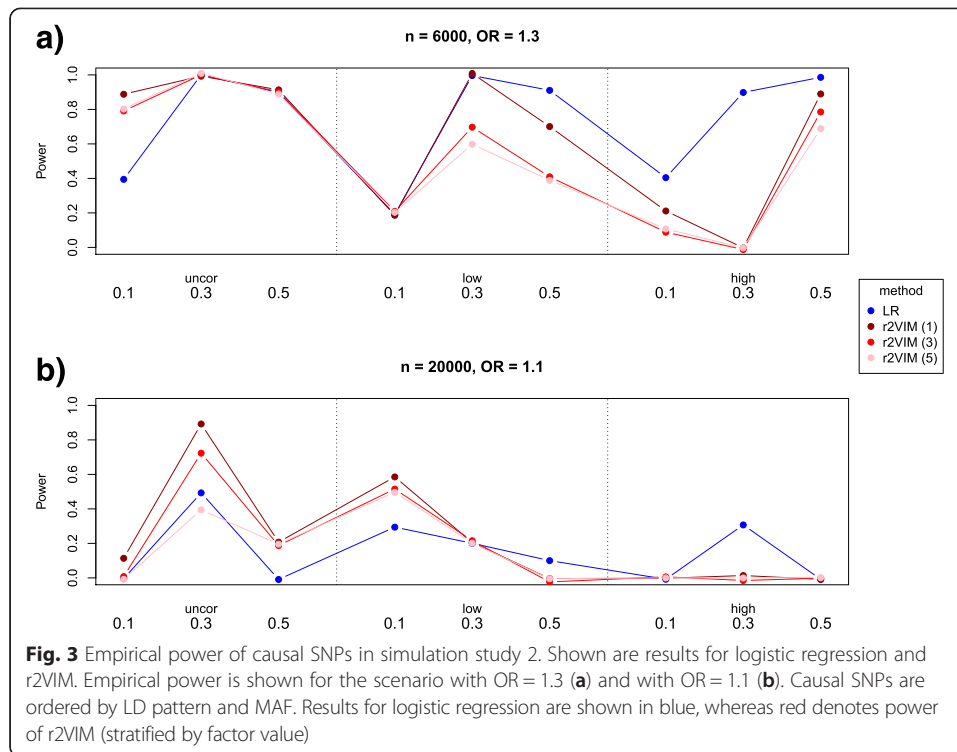 a)
n = 6000, OR = 1.3
Power
1.0
0.8
0.6
0.4
0.2
0.0
uncor low high
0.1 0.3 0.5 0.1 0.3 0.5 0.1 0.3 0.5
method
LR
r2VIM (1)
r2VIM (3)
r2VIM (5)
b)
n = 20000, OR = 1.1
Power
1.0
0.8
0.6
0.4
0.2
0.0
uncor low high
0.1 0.3 0.5 0.1 0.3 0.5 0.1 0.3 0.5
Fig. 3 Empirical power of causal SNPs in simulation study 2. Shown are results for logistic regression and
r2VIM. Empirical power is shown for the scenario with OR = 1.3 (a) and with OR = 1.1 (b). Causal SNPs are
ordered by LD pattern and MAF. Results for logistic regression are shown in blue, whereas red denotes power
of r2VIM (stratified by factor value)